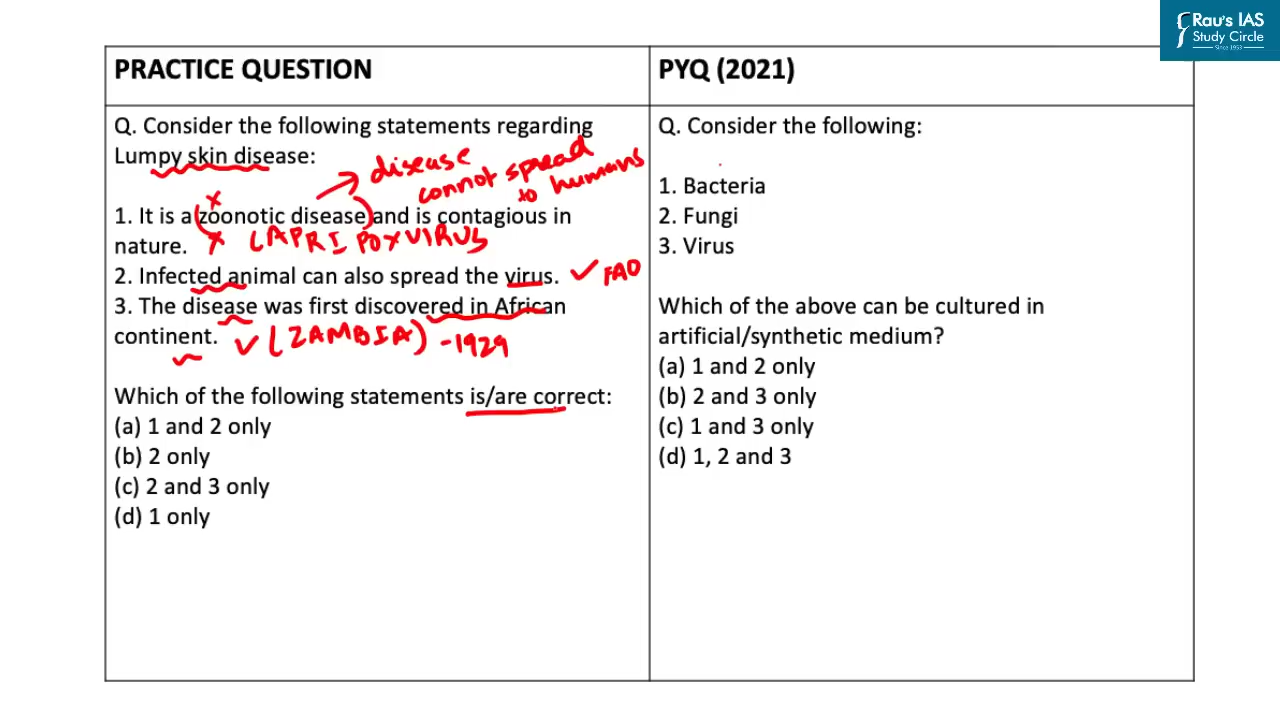 Rau's IAS
Study Circle
Since 1953
PRACTICE QUESTION
Q. Consider the following statements regarding
Lumpy skin disease:
disease
cannot spread
to humans
1. It is a zoonotic disease and is contagious in
nature.
CAPRI POXVIRUS
2. Infected animal can also spread the virus.
FAO
3. The disease was first discovered in African
continent.
(ZAMBIA) -1929
Which of the following statements is/are correct:
(a) 1 and 2 only
(b) 2 only
(c) 2 and 3 only
(d) 1 only
PYQ (2021)
Q. Consider the following:
1. Bacteria
2. Fungi
3. Virus
Which of the above can be cultured in
artificial/synthetic medium?
(a) 1 and 2 only
(b) 2 and 3 only
(c) 1 and 3 only
(d) 1, 2 and 3